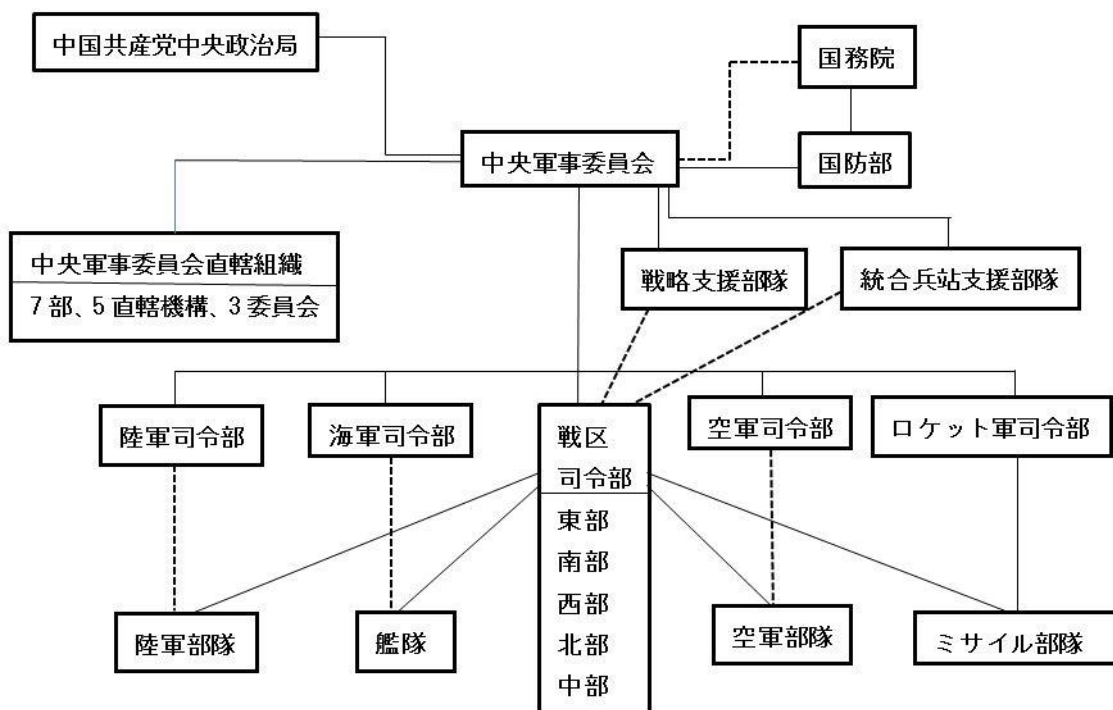 中国共産党中央政治局
国務院
中央軍事委員会
国防部
中央軍事委員会直轄組織
7部、5直轄機構、3委員会
戦略支援部隊
統合兵站支援部隊
陸軍司令部
海軍司令部
戦区
司令部
東部
南部
西部
北部
中部
空軍司令部
ロケット軍司令部
陸軍部隊
艦隊
空軍部隊
ミサイル部隊